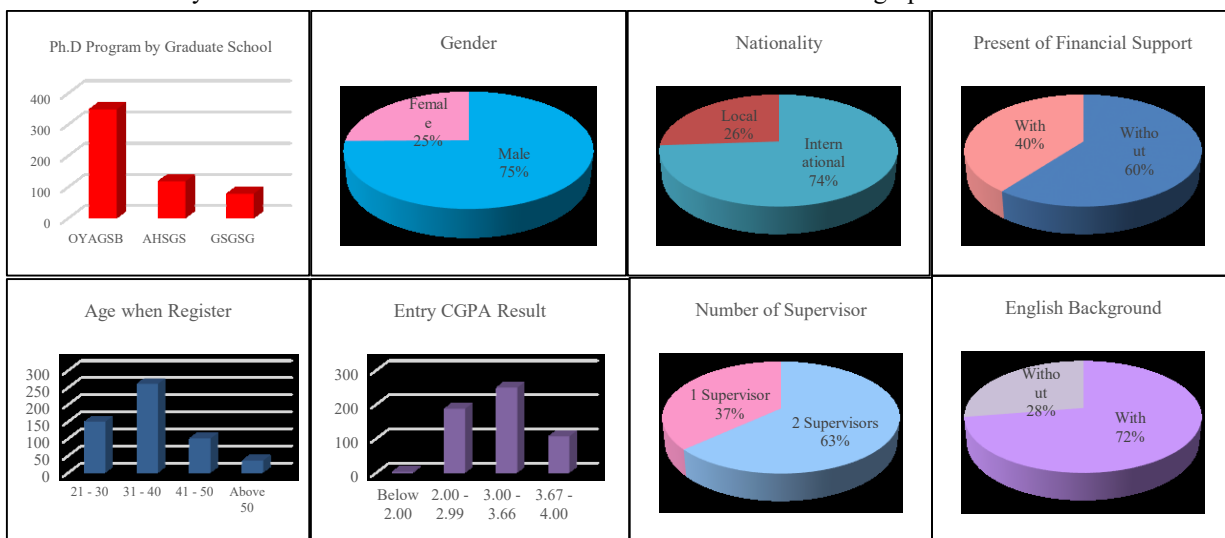 Ph.D Program by Graduate School
400
300
200
100
0
OYAGSB AHSGS GSGSG
Gender
Femal
e
25%
Male
75%
Nationality
Local
26%
Intern
ational
74%
Present of Financial Support
With
40%
Witho
ut
60%
Age when Register
300
250
200
150
100
50
0
21 - 30 31 - 40 41 - 50 Above
50
Entry CGPA Result
300
200
100
0
Below 2.00 - 3.00 - 3.67 -
2.00 2.99 3.66 4.00
Number of Supervisor
1 Supervisor
37%
2 Supervisors
63%
English Background
Witho
ut
28%
With
72%